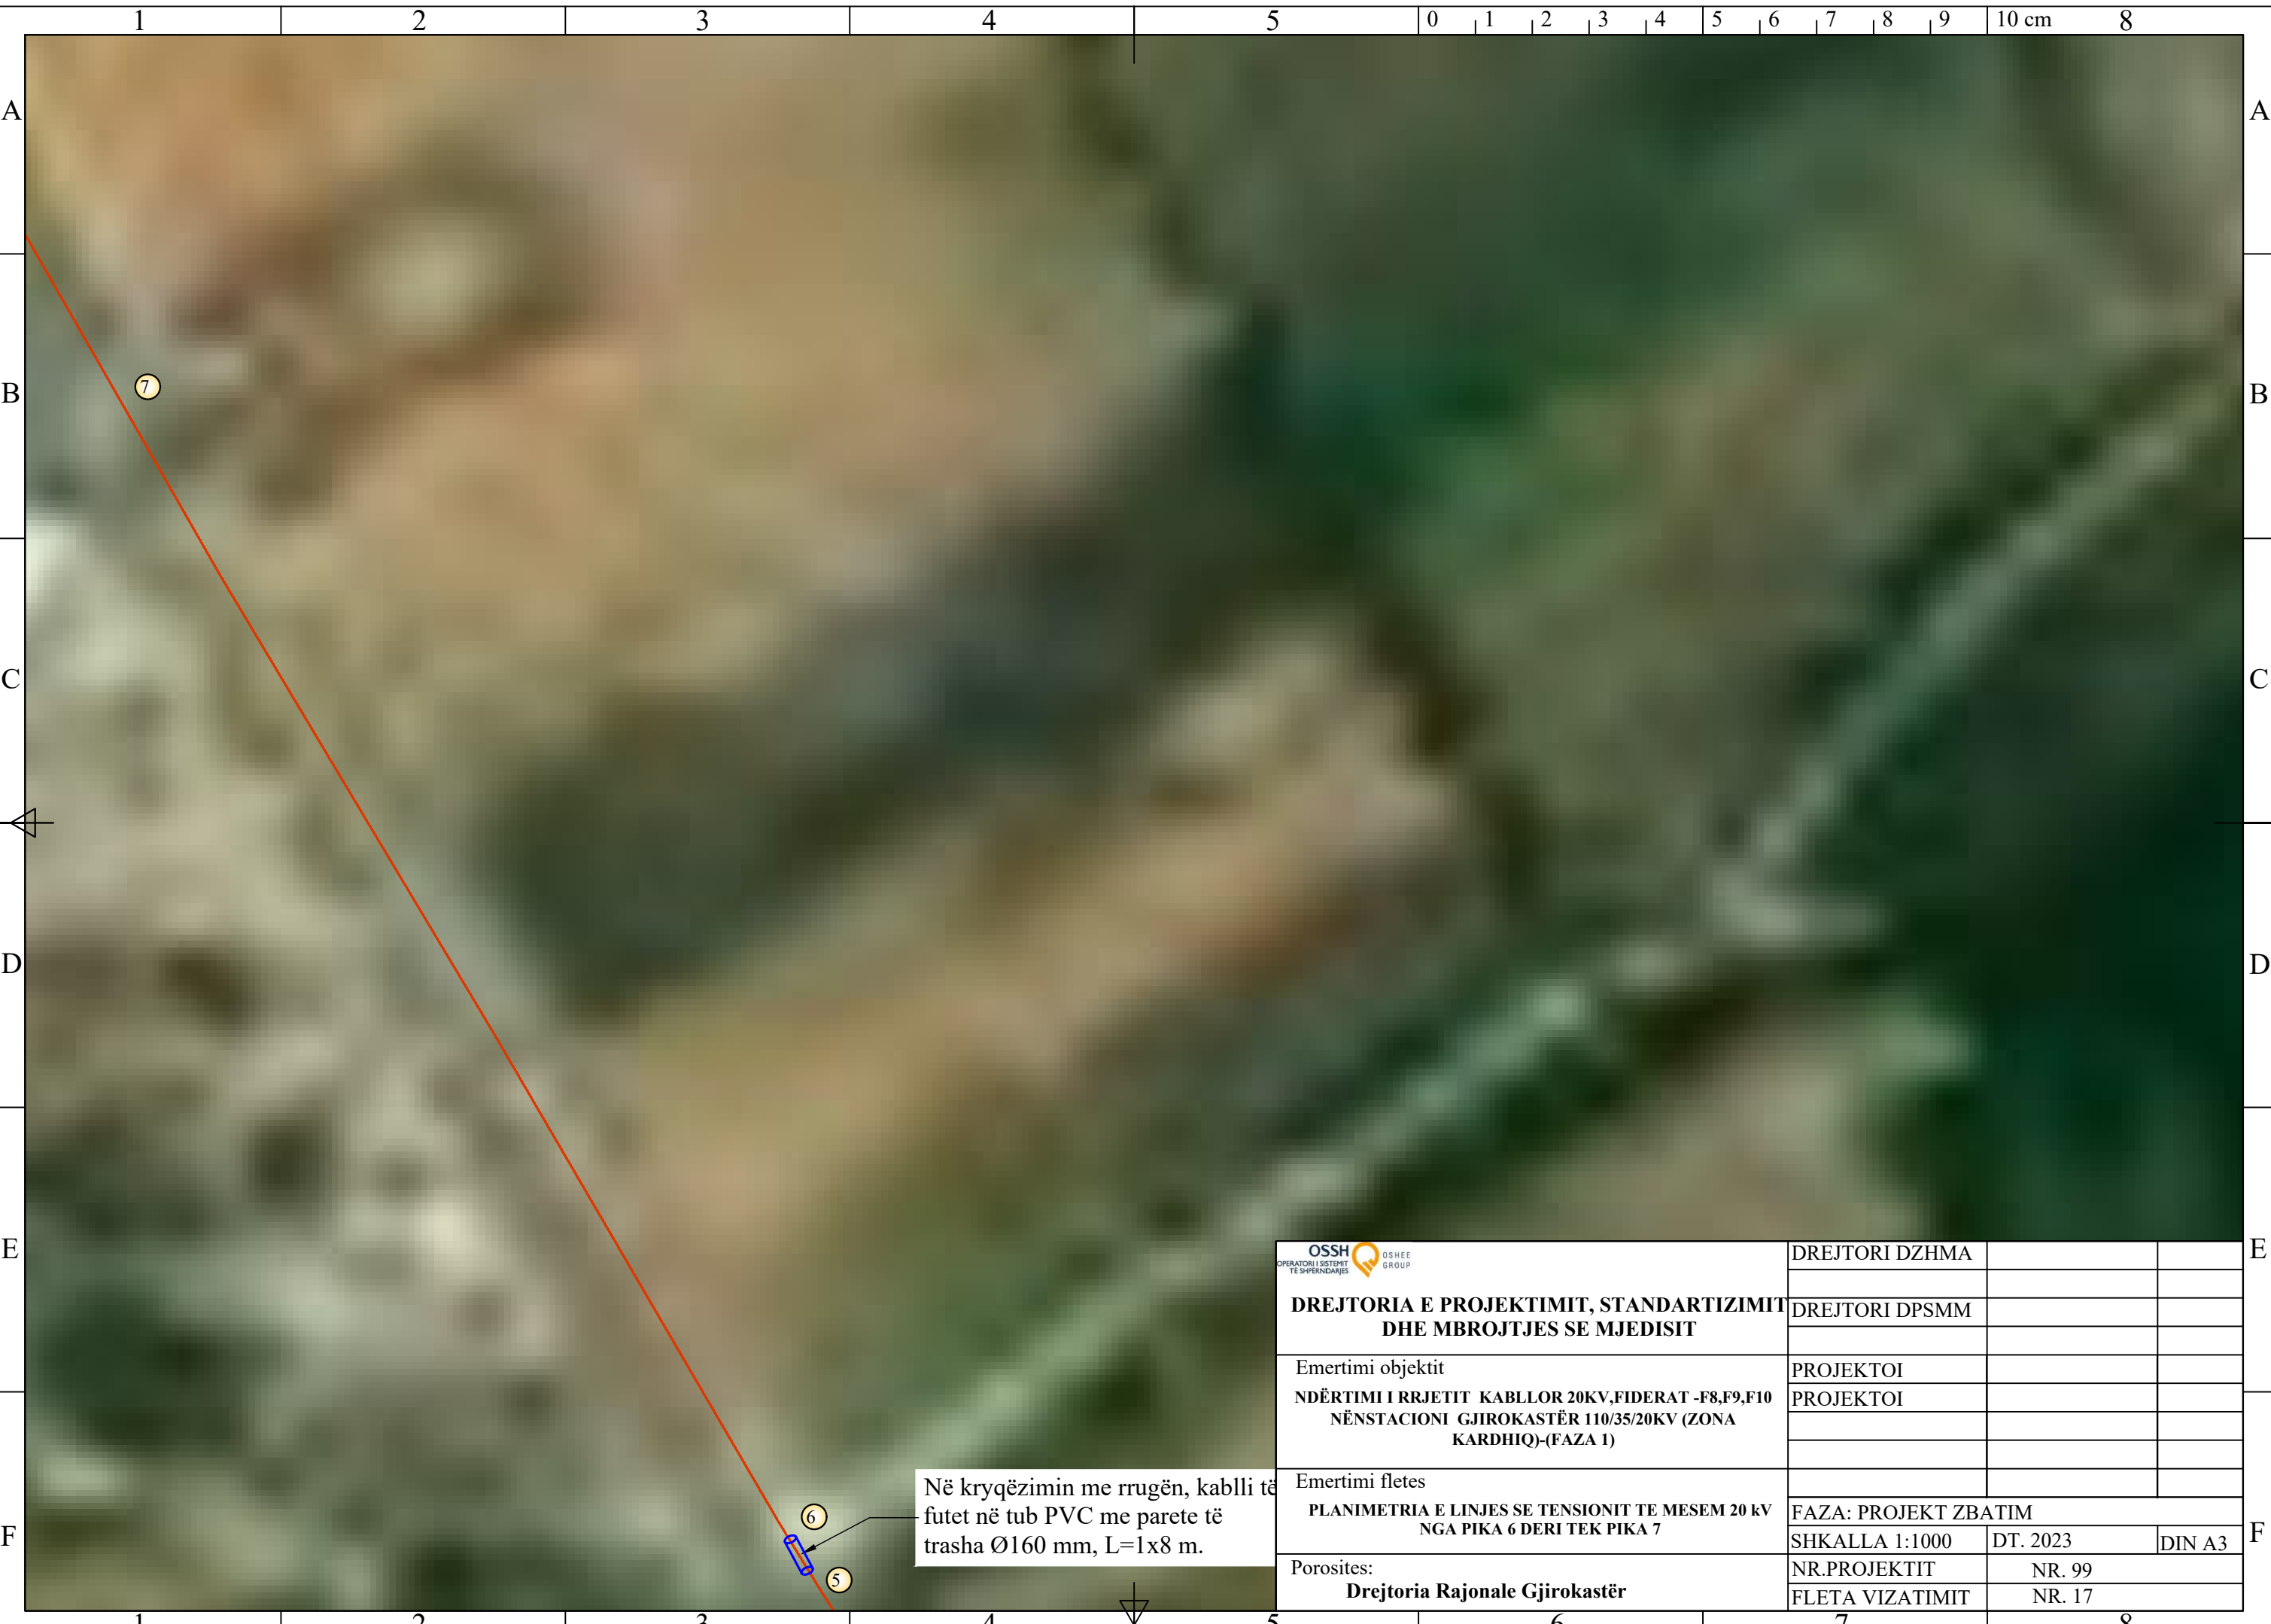 1 2 3 4 5 0 1 2 3 4 5 6 7 8 9 10 cm 8
A A
B B
C C
D D
E E
F F
7
6
5
Në kryqëzimin me rrugën, kablli të
futet në tub PVC me parete të
trasha Ø160 mm, L=1x8 m.
OSSH
OPERATORI I SISTEMIT
TË SHPËRNDARJES
OSHEE
GROUP
DREJTORIA E PROJEKTIMIT, STANDARTIZIMIT
DHE MBROJTJES SE MJEDISIT
Emertimi objektit
NDËRTIMI I RRJETIT KABLLOR 20KV,FIDERAT -F8,F9,F10
NËNSTACIONI GJIROKASTËR 110/35/20KV (ZONA
KARDHIQ)-(FAZA 1)
Emertimi fletes
PLANIMETRIA E LINJES SE TENSIONIT TE MESEM 20 kV
NGA PIKA 6 DERI TEK PIKA 7
Porosites:
Drejtoria Rajonale Gjirokastër
DREJTORI DZHMA
DREJTORI DPSMM
PROJEKTOI
PROJEKTOI
FAZA: PROJEKT ZBATIM
SHKALLA 1:1000 DT. 2023 DIN A3
NR.PROJEKTIT NR. 99
FLETA VIZATIMIT NR. 17
1 2 3 4 5 6 7 8